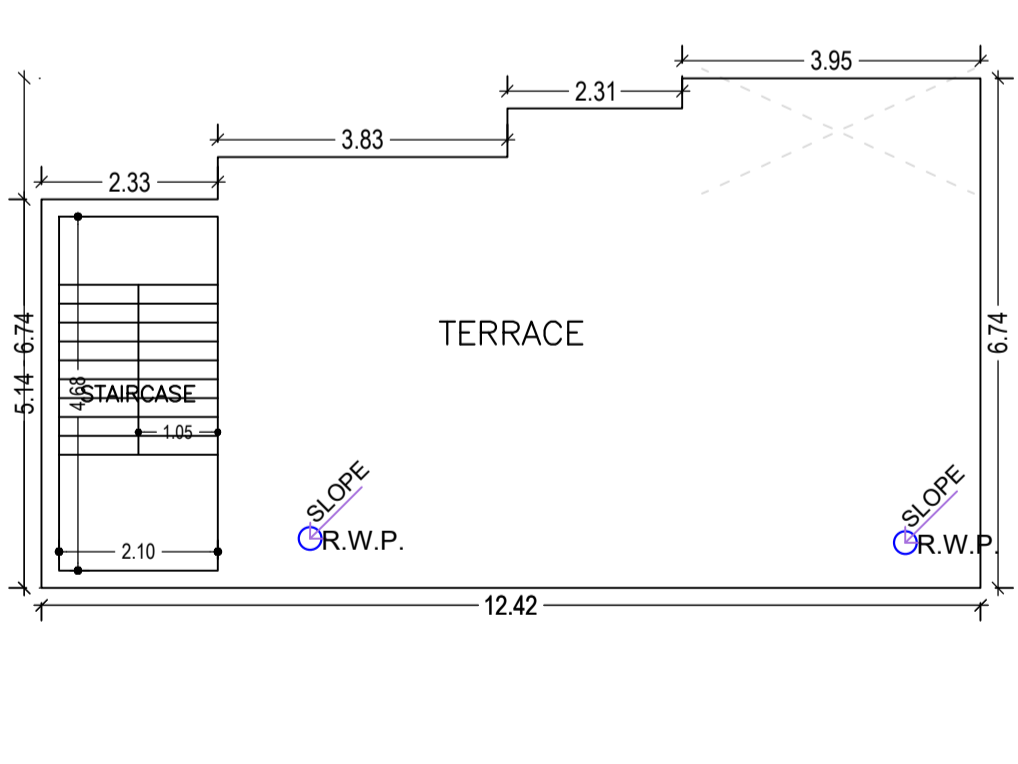 3.95
2.31
3.83
2.33
TERRACE
6.74
6.74
5.14
4.68
STAIRCASE
1.05
SLOPE
R.W.P.
SLOPE
R.W.P.
2.10
12.42